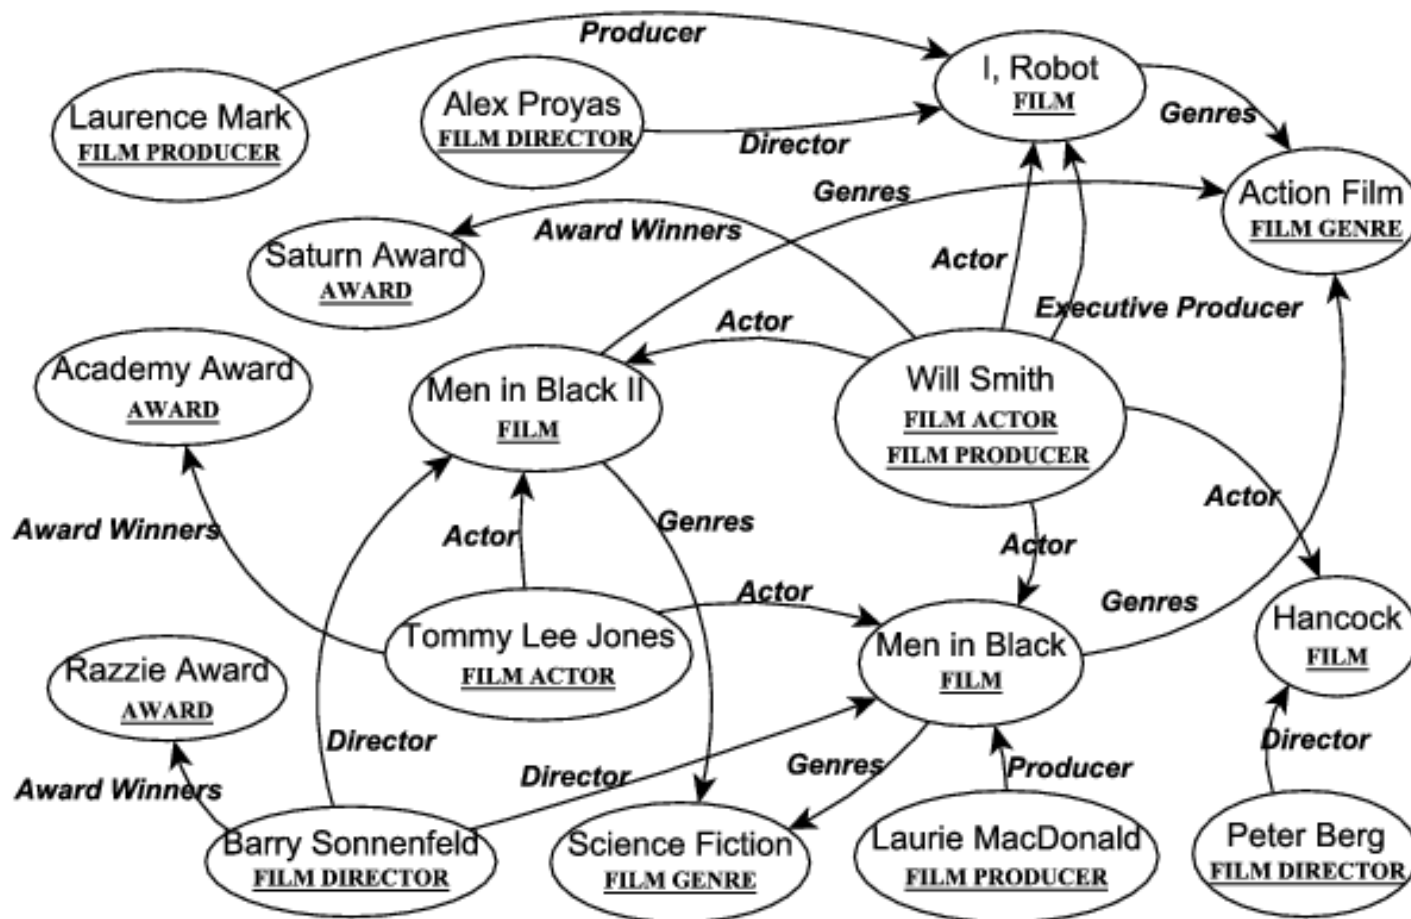 Producer
I, Robot
FILM
Laurence Mark
FILM PRODUCER
Alex Proyas
FILM DIRECTOR
Director
Genres
Genres
Action Film
FILM GENRE
Saturn Award
AWARD
Award Winners
Actor
Executive Producer
Actor
Academy Award
AWARD
Men in Black II
FILM
Will Smith
FILM ACTOR
FILM PRODUCER
Award Winners
Actor
Genres
Actor
Actor
Actor
Tommy Lee Jones
FILM ACTOR
Men in Black
FILM
Genres
Hancock
FILM
Razzie Award
AWARD
Director
Award Winners
Director
Genres
Producer
Director
Barry Sonnenfeld
FILM DIRECTOR
Science Fiction
FILM GENRE
Laurie MacDonald
FILM PRODUCER
Peter Berg
FILM DIRECTOR